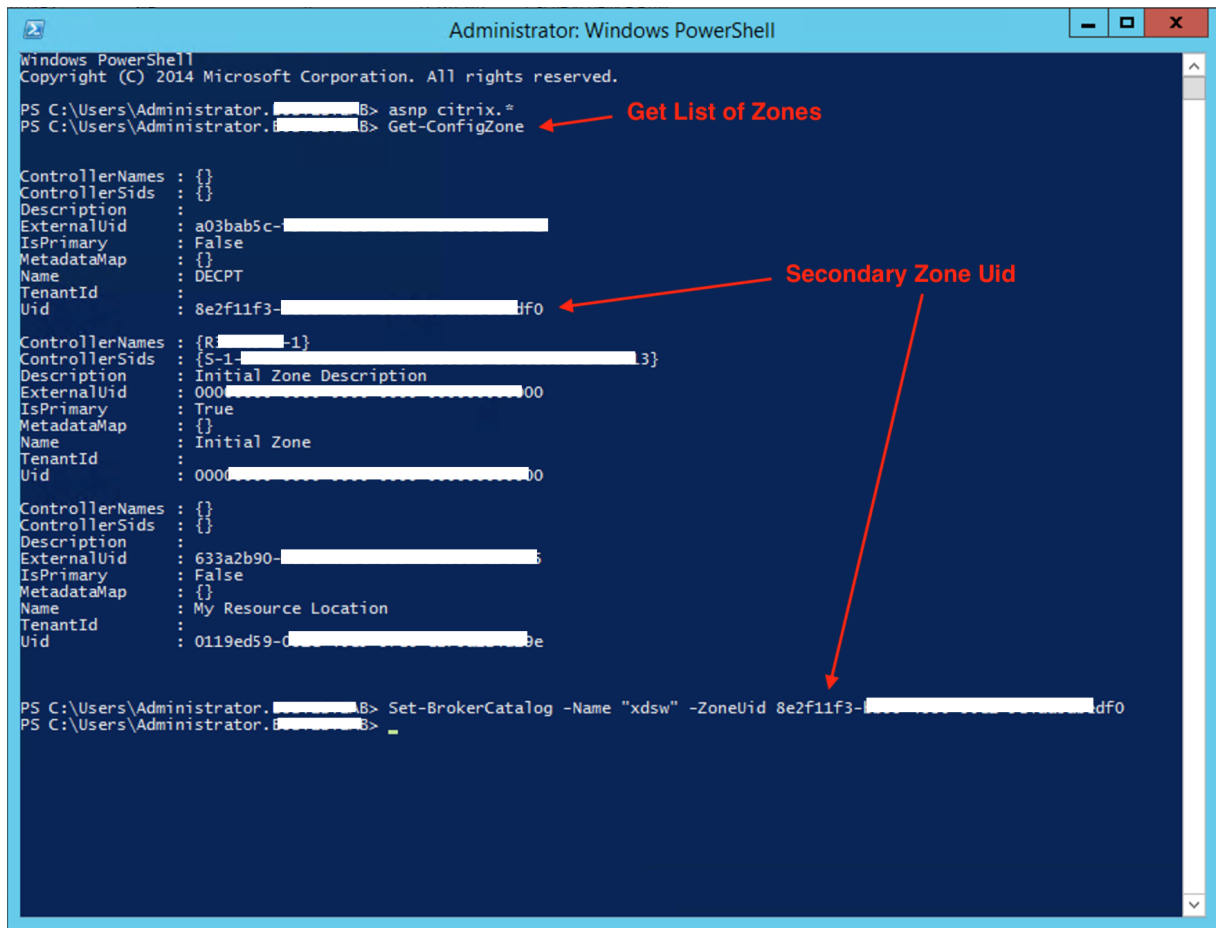 Administrator: Windows PowerShell
Windows PowerShell
Copyright (C) 2014 Microsoft Corporation. All rights reserved.
PS C:\Users\Administrator. B> asnp citrix.*
PS C:\Users\Administrator. B> Get-ConfigZone
Get List of Zones
ControllerNames : {}
ControllerSids : {}
Description :
ExternalUid : a03bab5c-
IsPrimary : False
MetadataMap : {}
Name : DECPT
TenantId :
Uid : 8e2f11f3- df0
Secondary Zone Uid
ControllerNames : {R -1}
ControllerSids : {S-1- 3}
Description : Initial Zone Description
ExternalUid : 000 00
IsPrimary : True
MetadataMap : {}
Name : Initial Zone
TenantId :
Uid : 000 00
ControllerNames : {}
ControllerSids : {}
Description :
ExternalUid : 633a2b90-
IsPrimary : False
MetadataMap : {}
Name : My Resource Location
TenantId :
Uid : 0119ed59- 9e
PS C:\Users\Administrator. B> Set-BrokerCatalog -Name "xdsw" -ZoneUid 8e2f11f3- df0
PS C:\Users\Administrator. B>